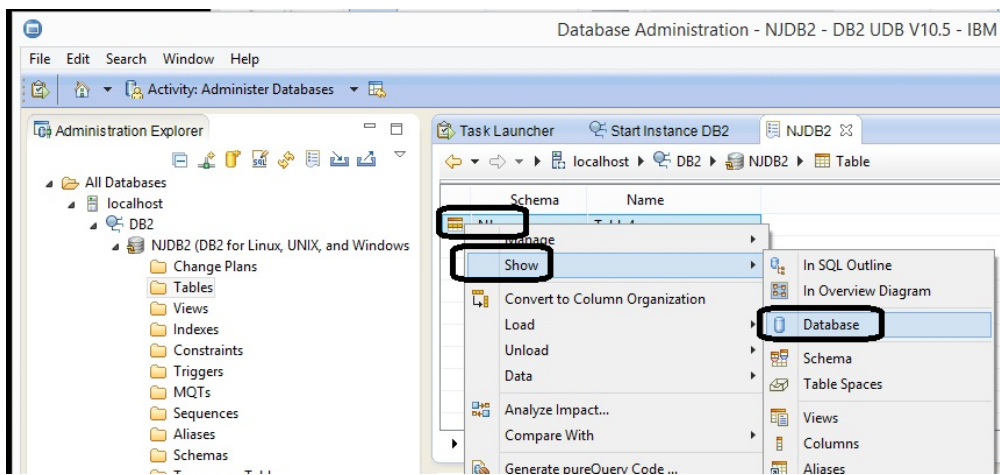 Database Administration - NJDB2 - DB2 UDB V10.5 - IBM
File Edit Search Window Help
Activity: Administer Databases
Administration Explorer
All Databases
localhost
DB2
NJDB2 (DB2 for Linux, UNIX, and Windows
Change Plans
Tables
Views
Indexes
Constraints
Triggers
MQTs
Sequences
Aliases
Schemas
Task Launcher
Start Instance DB2
NJDB2
localhost DB2 NJDB2 Table
Schema Name
Manage
Show
Convert to Column Organization
Load
Unload
Data
Analyze Impact...
Compare With
Generate pureQuery Code ...
In SQL Outline
In Overview Diagram
Database
Schema
Table Spaces
Views
Columns
Aliases